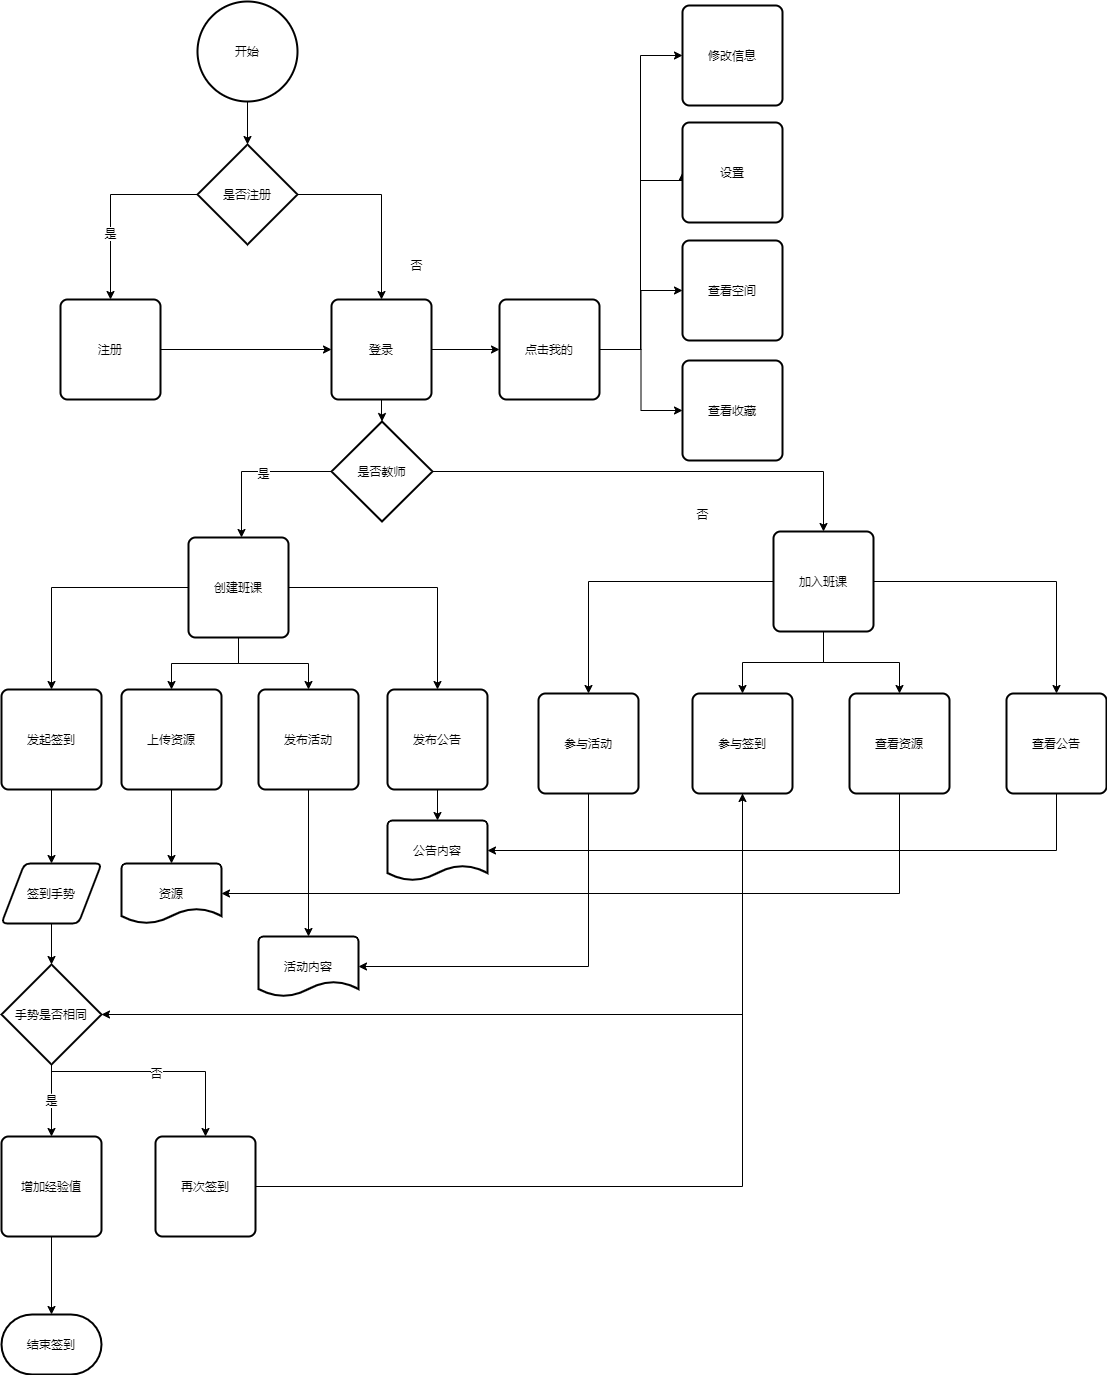 开始
修改信息
设置
是否注册
是
否
查看空间
注册
登录
点击我的
查看收藏
是否教师
是
否
创建班课
加入班课
发起签到
上传资源
发布活动
发布公告
参与活动
参与签到
查看资源
查看公告
公告内容
签到手势
资源
活动内容
手势是否相同
否
是
增加经验值
再次签到
结束签到